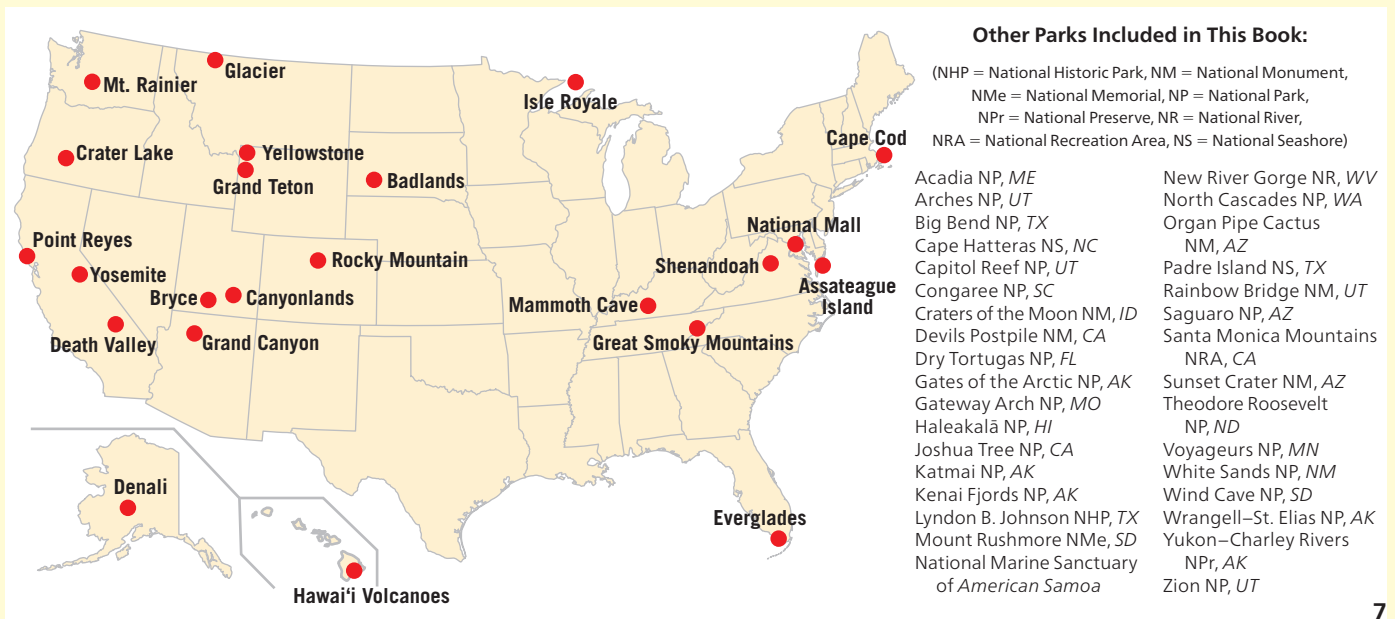 Glacier
Mt. Rainier
Isle Royale
Cape Cod
Crater Lake
Yellowstone
Grand Teton
Badlands
National Mall
Point Reyes
Yosemite
Rocky Mountain
Shenandoah
Assateague
Island
Bryce
Canyonlands
Mammoth Cave
Death Valley
Grand Canyon
Great Smoky Mountains
Denali
Everglades
Hawai‘i Volcanoes
Other Parks Included in This Book:
(NHP = National Historic Park, NM = National Monument,
NMe = National Memorial, NP = National Park,
NPr = National Preserve, NR = National River,
NRA = National Recreation Area, NS = National Seashore)
Acadia NP, ME
Arches NP, UT
Big Bend NP, TX
Cape Hatteras NS, NC
Capitol Reef NP, UT
Congaree NP, SC
Craters of the Moon NM, ID
Devils Postpile NM, CA
Dry Tortugas NP, FL
Gates of the Arctic NP, AK
Gateway Arch NP, MO
Haleakalā NP, HI
Joshua Tree NP, CA
Katmai NP, AK
Kenai Fjords NP, AK
Lyndon B. Johnson NHP, TX
Mount Rushmore NMe, SD
National Marine Sanctuary
of American Samoa
New River Gorge NR, WV
North Cascades NP, WA
Organ Pipe Cactus
NM, AZ
Padre Island NS, TX
Rainbow Bridge NM, UT
Saguaro NP, AZ
Santa Monica Mountains
NRA, CA
Sunset Crater NM, AZ
Theodore Roosevelt
NP, ND
Voyageurs NP, MN
White Sands NP, NM
Wind Cave NP, SD
Wrangell–St. Elias NP, AK
Yukon–Charley Rivers
NPr, AK
Zion NP, UT
7